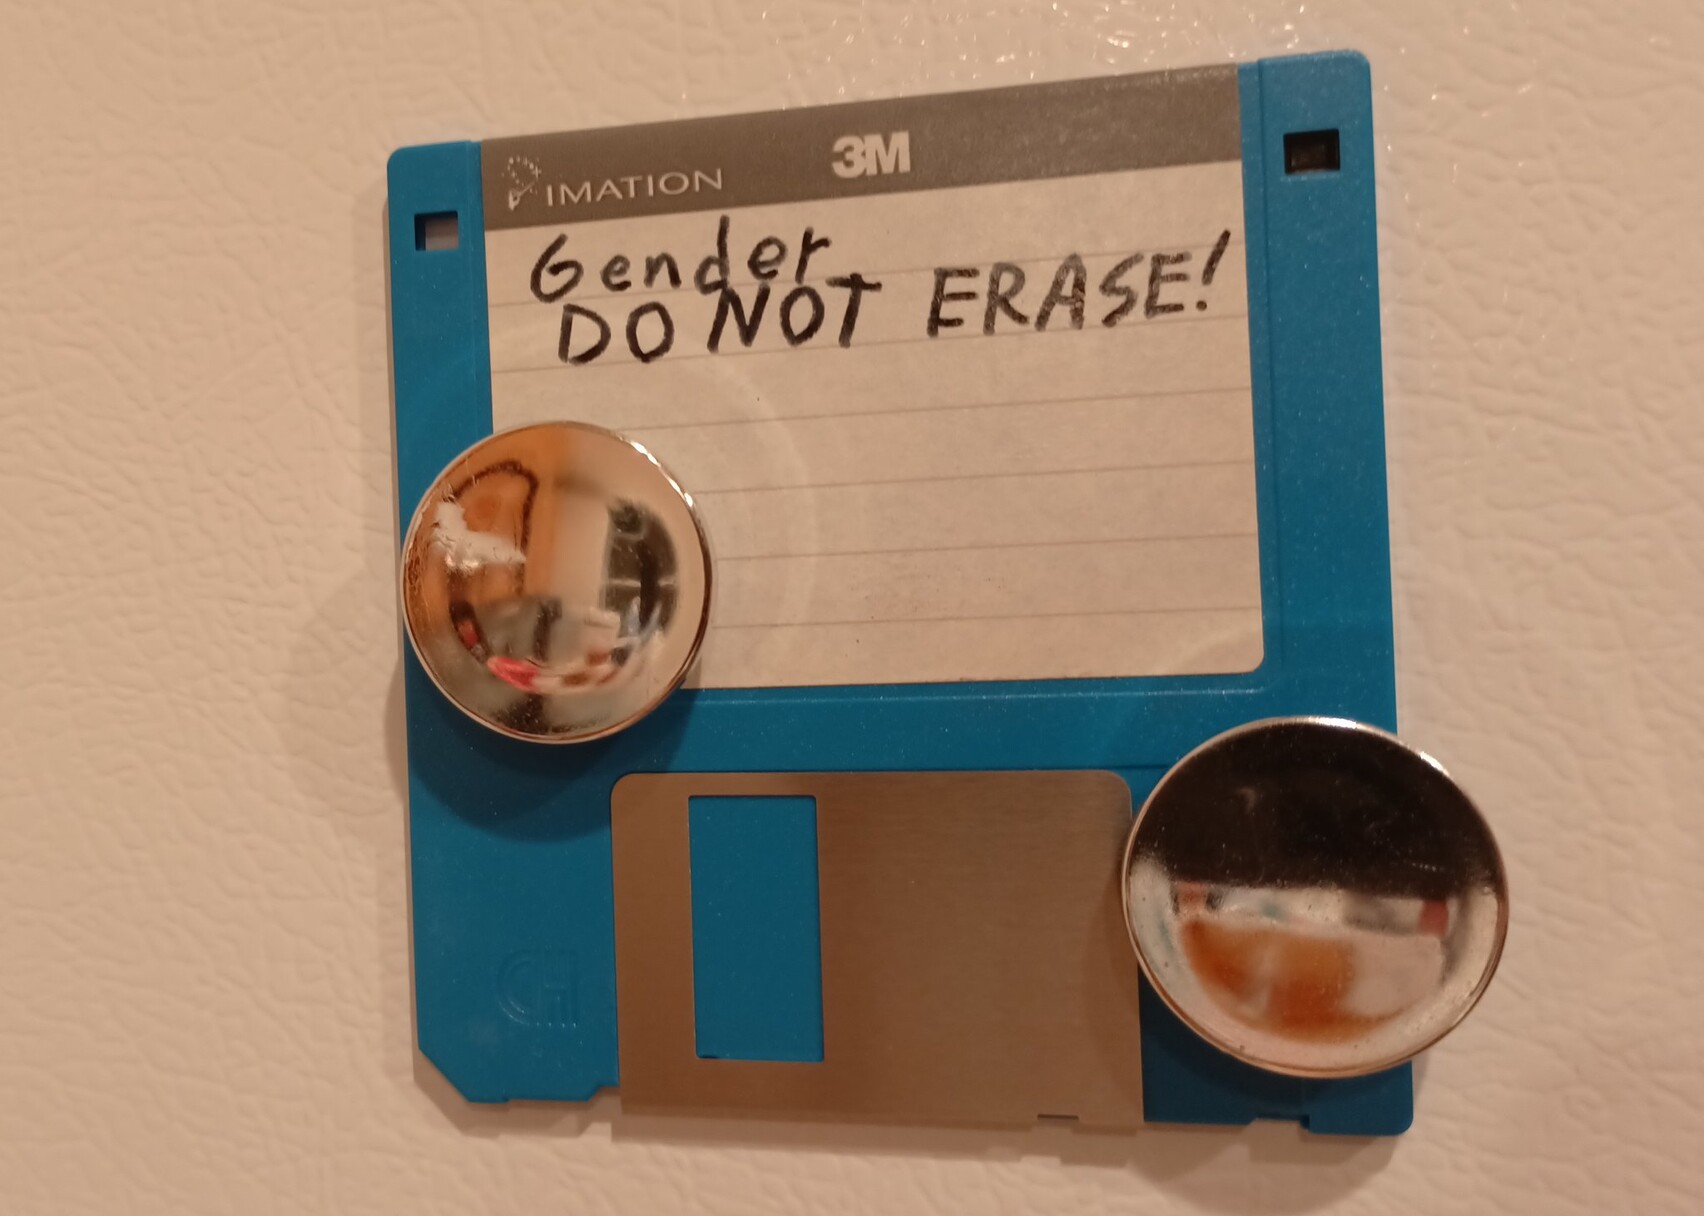 IMATION 3M
Gender
DO NOT ERASE!